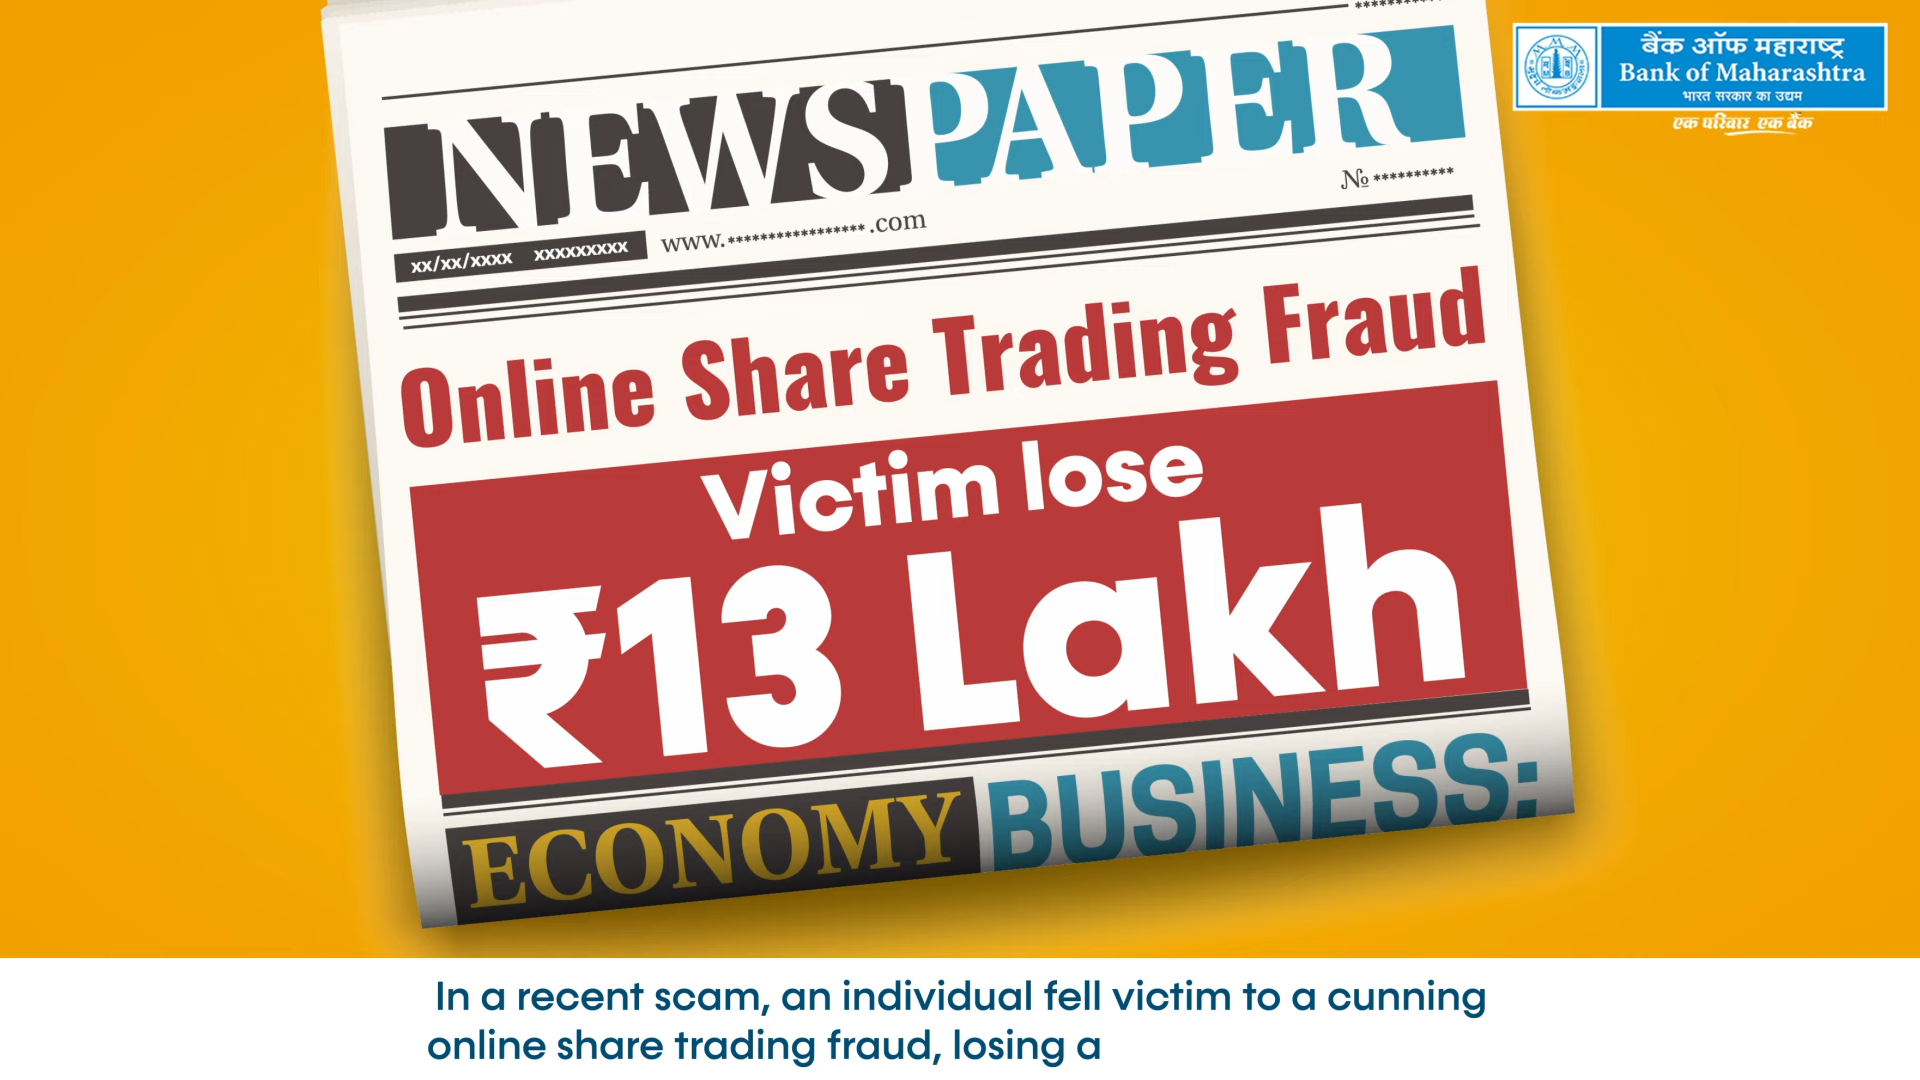 बैंक ऑफ महाराष्ट्र
Bank of Maharashtra
भारत सरकार का उद्यम
एक परिवार एक बैंक
***********
NEWSPAPER
№ **********
xx/xx/xxxx xxxxxxxxx www.*****************.com
Online Share Trading Fraud
Victim lose
₹13 Lakh
ECONOMY BUSINESS:
In a recent scam, an individual fell victim to a cunning
online share trading fraud, losing a